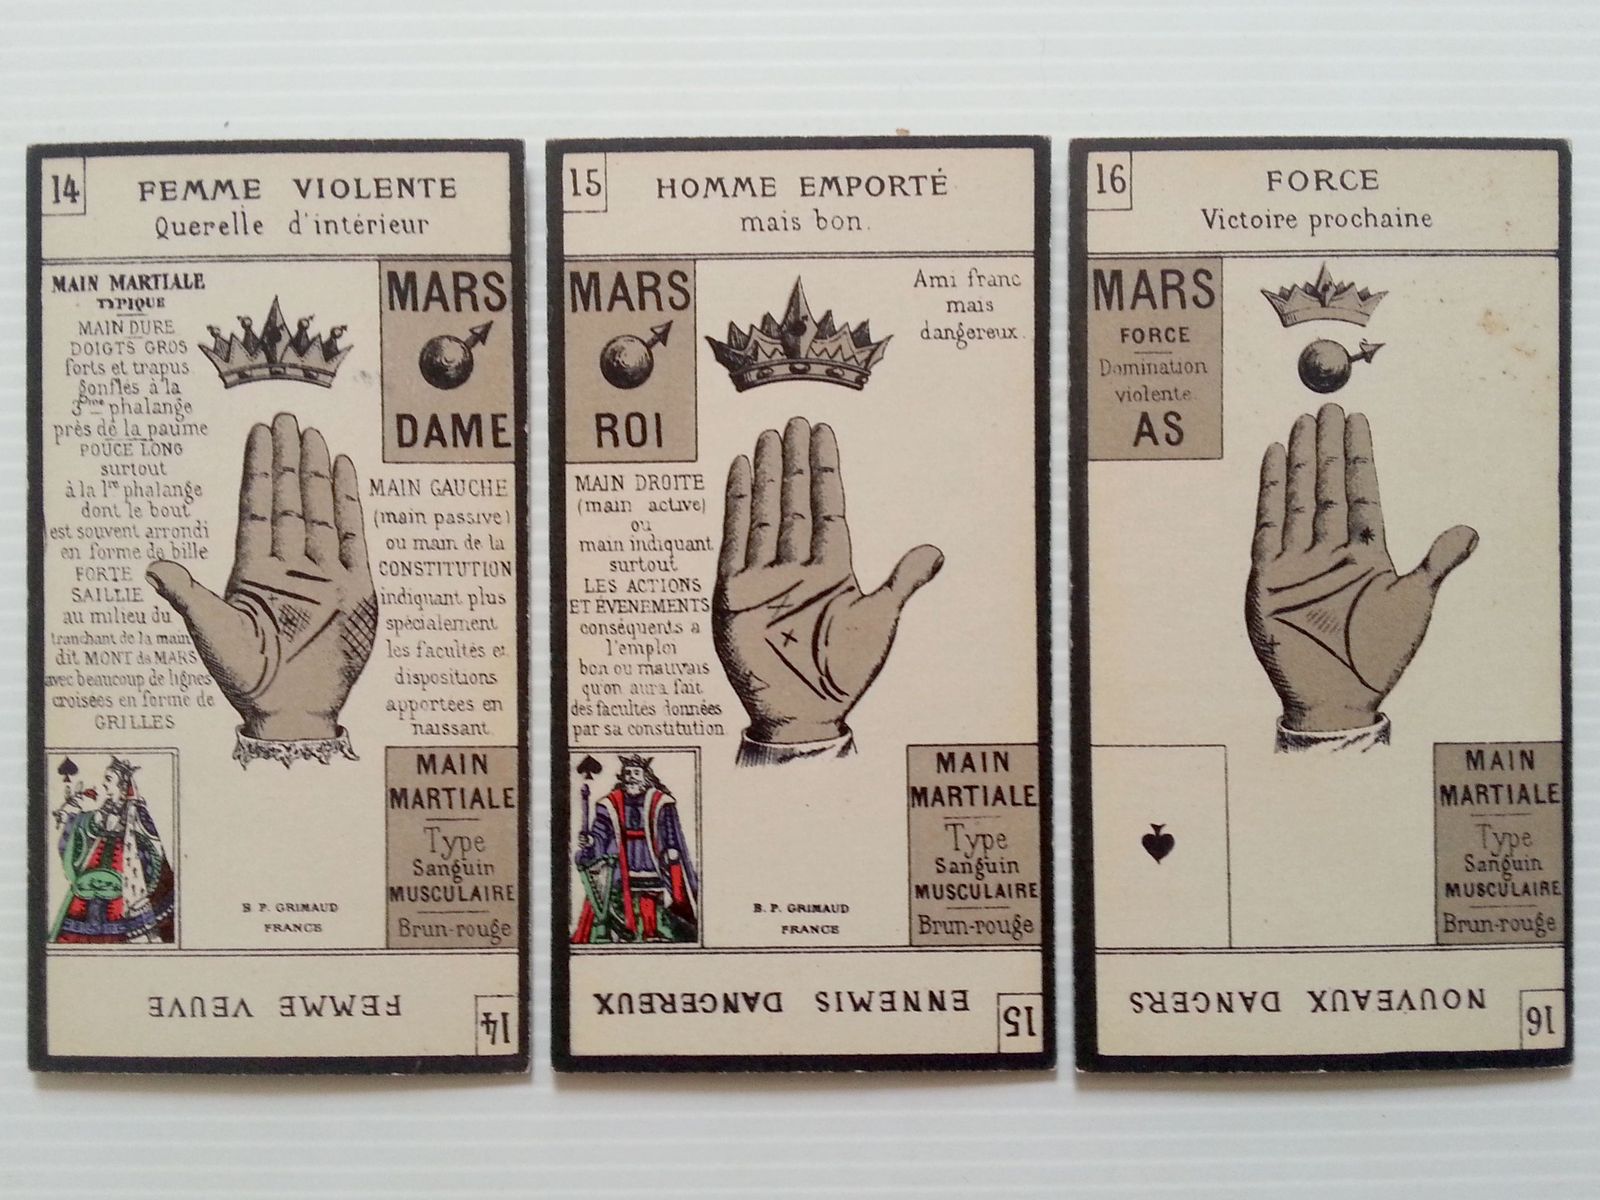 14
FEMME VIOLENTE
Querelle d'intérieur
MAIN MARTIALE
TYPIQUE
MAIN DURE
DOIGTS GROS
forts et trapus
gonflés à la
3me phalange
près de la paume
POUCE LONG
surtout
à la 1re phalange
dont le bout
est souvent arrondi
en forme de bille
FORTE
SAILLIE
au milieu du
tranchant de la main
dit MONT de MARS
avec beaucoup de lignes
croisées en forme de
GRILLES
MARS
DAME
MAIN GAUCHE
(main passive)
ou main de la
CONSTITUTION
indiquant plus
spécialement
les facultés et
dispositions
apportées en
naissant.
B. P. GRIMAUD
FRANCE
MAIN
MARTIALE
Type
Sanguin
MUSCULAIRE
Brun-rouge
FEMME VEUVE
14
15
HOMME EMPORTÉ
mais bon.
MARS
ROI
Ami franc
mais
dangereux.
MAIN DROITE
(main active)
ou
main indiquant
surtout
LES ACTIONS
ET ÉVENEMENTS
conséquents a
l'emploi
bon ou mauvais
qu'on aura fait
des facultés données
par sa constitution
B. P. GRIMAUD
FRANCE
MAIN
MARTIALE
Type
Sanguin
MUSCULAIRE
Brun-rouge
ENNEMIS DANGEREUX
15
16
FORCE
Victoire prochaine
MARS
FORCE
Domination
violente.
AS
MAIN
MARTIALE
Type
Sanguin
MUSCULAIRE
Brun-rouge
NOUVEAUX DANGERS
16